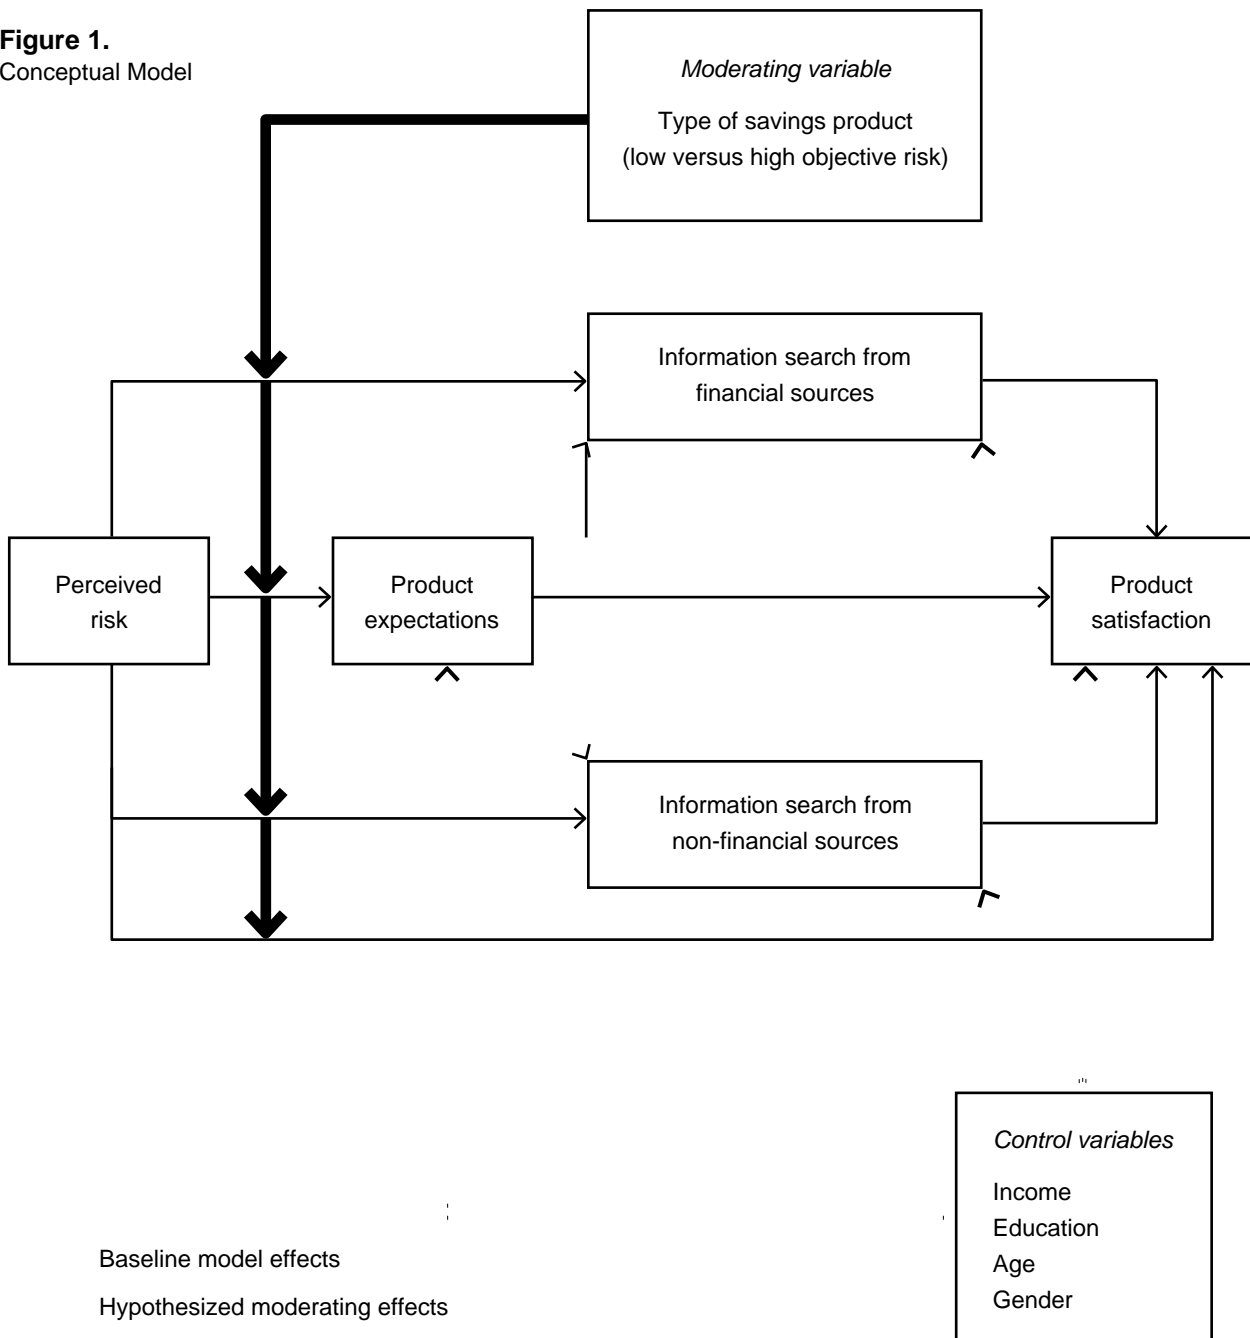 Figure 1.
Conceptual Model
Moderating variable
Type of savings product
(low versus high objective risk)
Information search from
financial sources
Perceived
risk
Product
expectations
Product
satisfaction
Information search from
non-financial sources
Control variables
Income
Education
Age
Gender
Baseline model effects
Hypothesized moderating effects